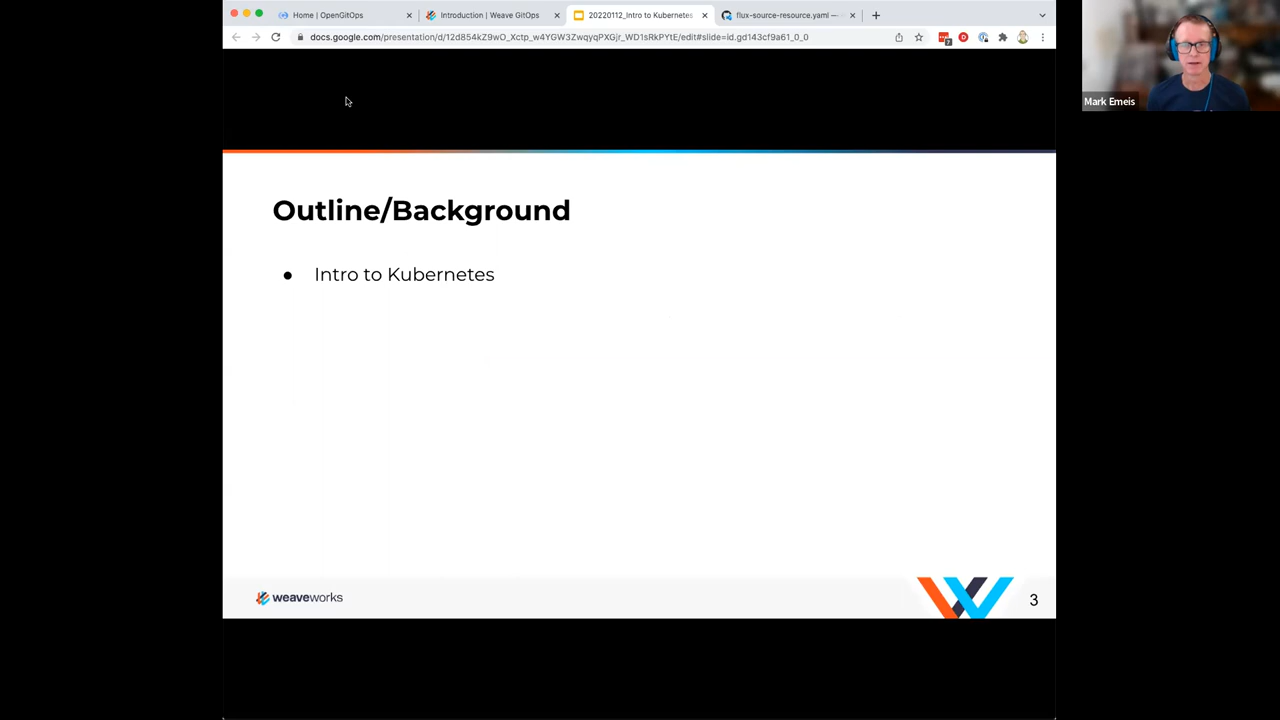 Home | OpenGitOps
Introduction | Weave GitOps
20220112_Intro to Kubernetes
flux-source-resource.yaml —
docs.google.com/presentation/d/12d854kZ9wO_Xctp_w4YGW3ZwqyqPXGjr_WD1sRkPYtE/edit#slide=id.gd143cf9a61_0_0
Mark Emeis
Outline/Background
● Intro to Kubernetes
weaveworks
3